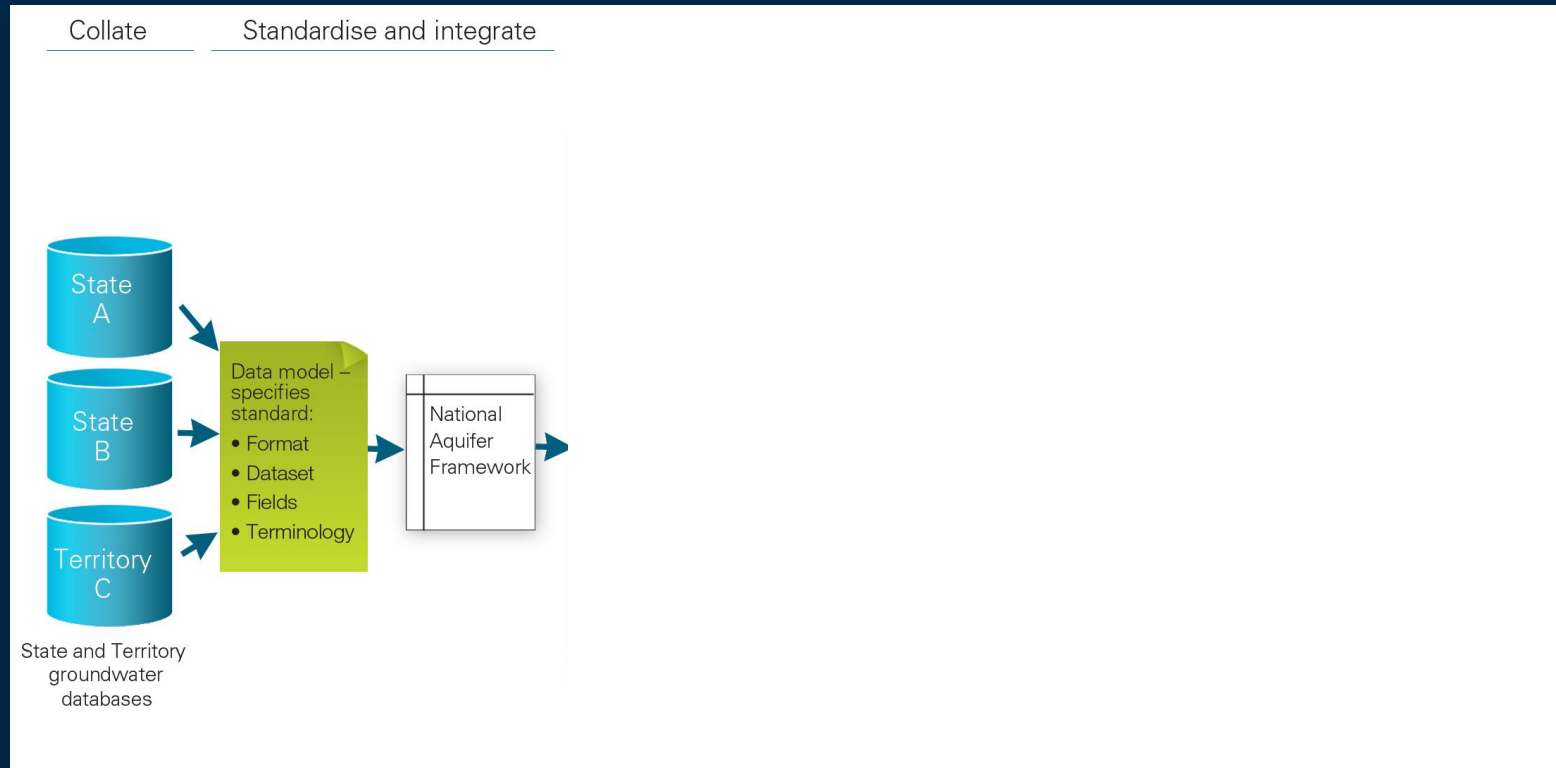 Collate
Standardise and integrate
State
A
State
B
Territory
C
State and Territory
groundwater
databases
Data model –
specifies
standard:
• Format
• Dataset
• Fields
• Terminology
National
Aquifer
Framework